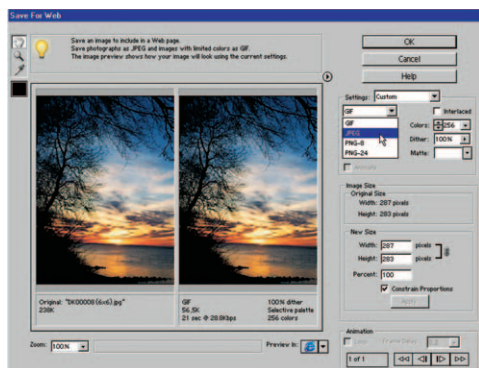 Save For Web
Save an image to include in a Web page.
Save photographs as JPEG and images with limited colors as GIF.
The image preview shows how your image will look using the current settings.
OK
Cancel
Help
Settings: Custom
GIF
Interlaced
GIF
JPEG
PNG-8
PNG-24
Colors: 256
Dither: 100%
Matte:
Animate
Image Size
Original Size
Width: 287 pixels
Height: 283 pixels
New Size
Width: 287 pixels
Height: 283 pixels
Percent: 100
Constrain Proportions
Apply
Original: "SK00008(6x6).jpg"
238K
GIF
56,5K
21 sec @ 28.8Kbps
100% dither
Selective palette
256 colors
Animation
Loop
Frame Delay:
1 of 1
Zoom: 100%
Preview In: